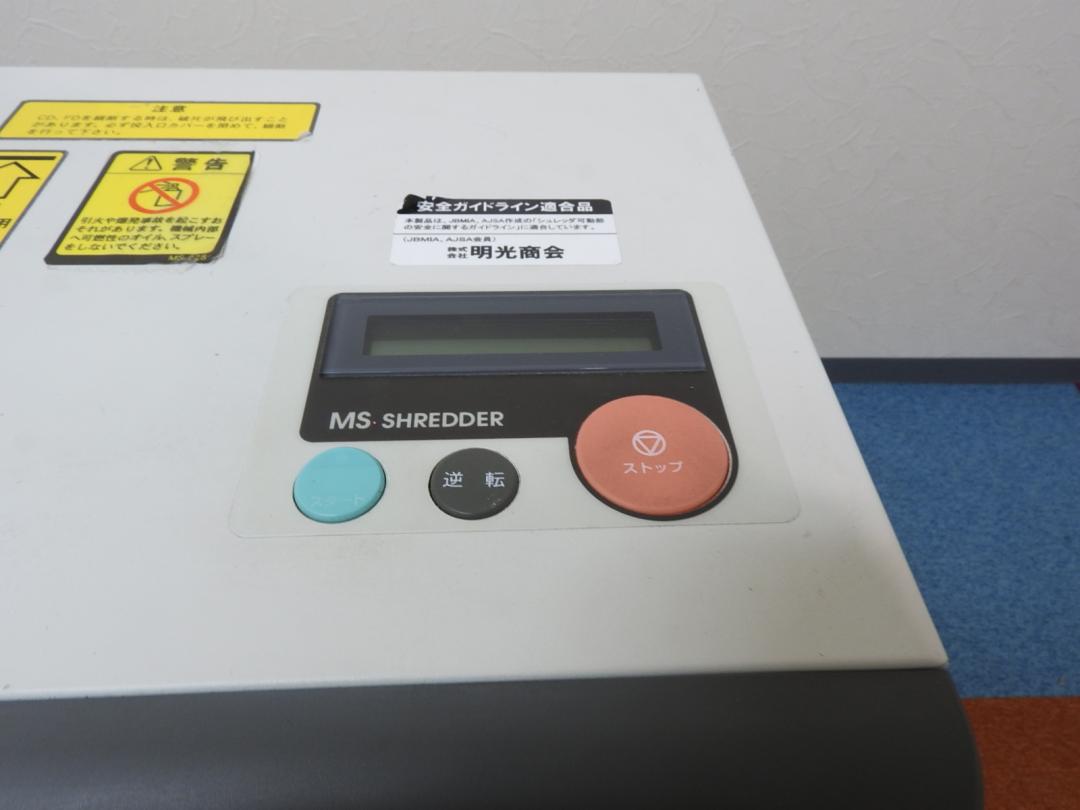 注意
CD、FDを細断する時は、破片が飛び出すこと
があります。必ず投入口カバーを閉めて、細断
を行って下さい。
用
警告
引火や爆発事故を起こすお
それがあります。機械内部
へ可燃性のオイル、スプレー
をしないでください。
安全ガイドライン適合品
本製品は、JBMIA、AJSA作成の「シュレッダ可動部
の安全に関するガイドライン」に適合しています。
(JBMIA、AJSA会員)
株式会社 明光商会
MS SHREDDER
スタート
逆転
ストップ